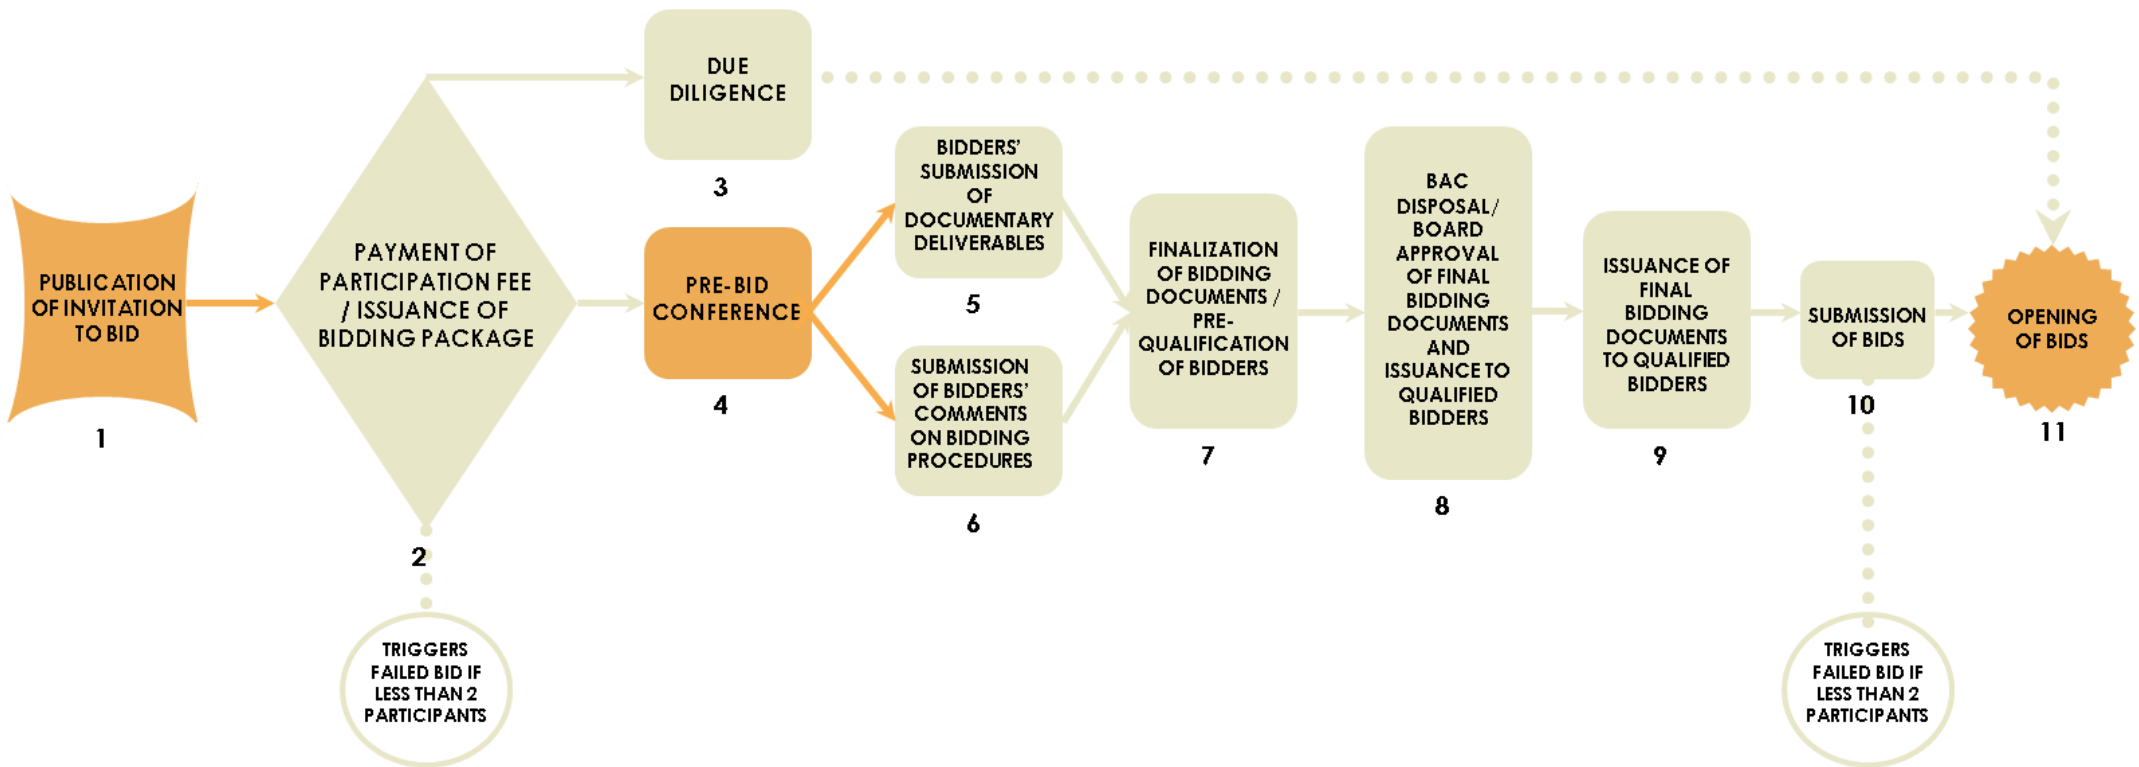 PUBLICATION
OF INVITATION
TO BID
1
PAYMENT OF
PARTICIPATION FEE
/ ISSUANCE OF
BIDDING PACKAGE
2
TRIGGERS
FAILED BID IF
LESS THAN 2
PARTICIPANTS
DUE
DILIGENCE
3
PRE-BID
CONFERENCE
4
BIDDERS'
SUBMISSION
OF
DOCUMENTARY
DELIVERABLES
5
SUBMISSION
OF BIDDERS'
COMMENTS
ON BIDDING
PROCEDURES
6
FINALIZATION
OF BIDDING
DOCUMENTS /
PRE-
QUALIFICATION
OF BIDDERS
7
BAC
DISPOSAL/
BOARD
APPROVAL
OF FINAL
BIDDING
DOCUMENTS
AND
ISSUANCE TO
QUALIFIED
BIDDERS
8
ISSUANCE OF
FINAL
BIDDING
DOCUMENTS
TO QUALIFIED
BIDDERS
9
SUBMISSION
OF BIDS
10
TRIGGERS
FAILED BID IF
LESS THAN 2
PARTICIPANTS
OPENING
OF BIDS
11